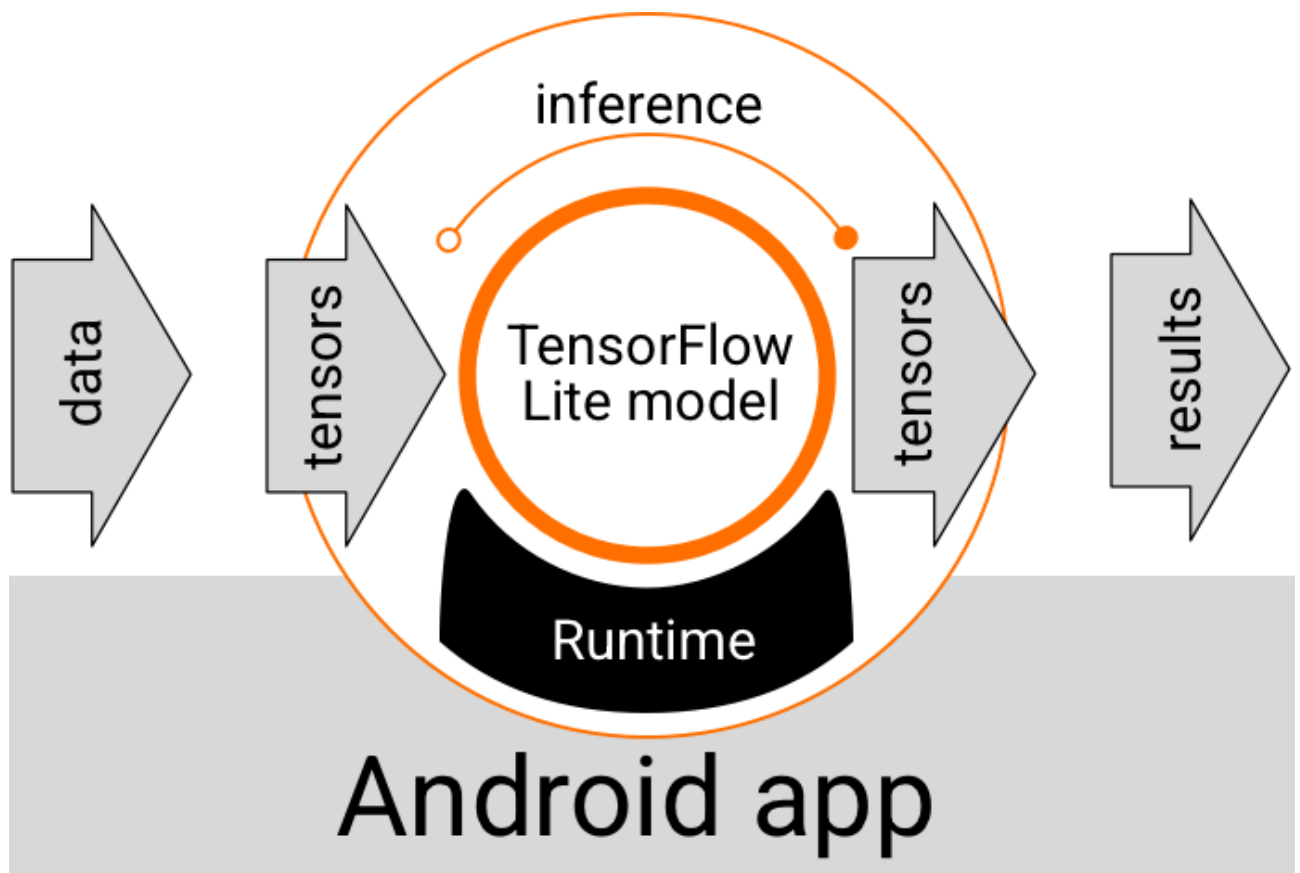 inference
data
tensors
TensorFlow
Lite model
tensors
results
Runtime
Android app